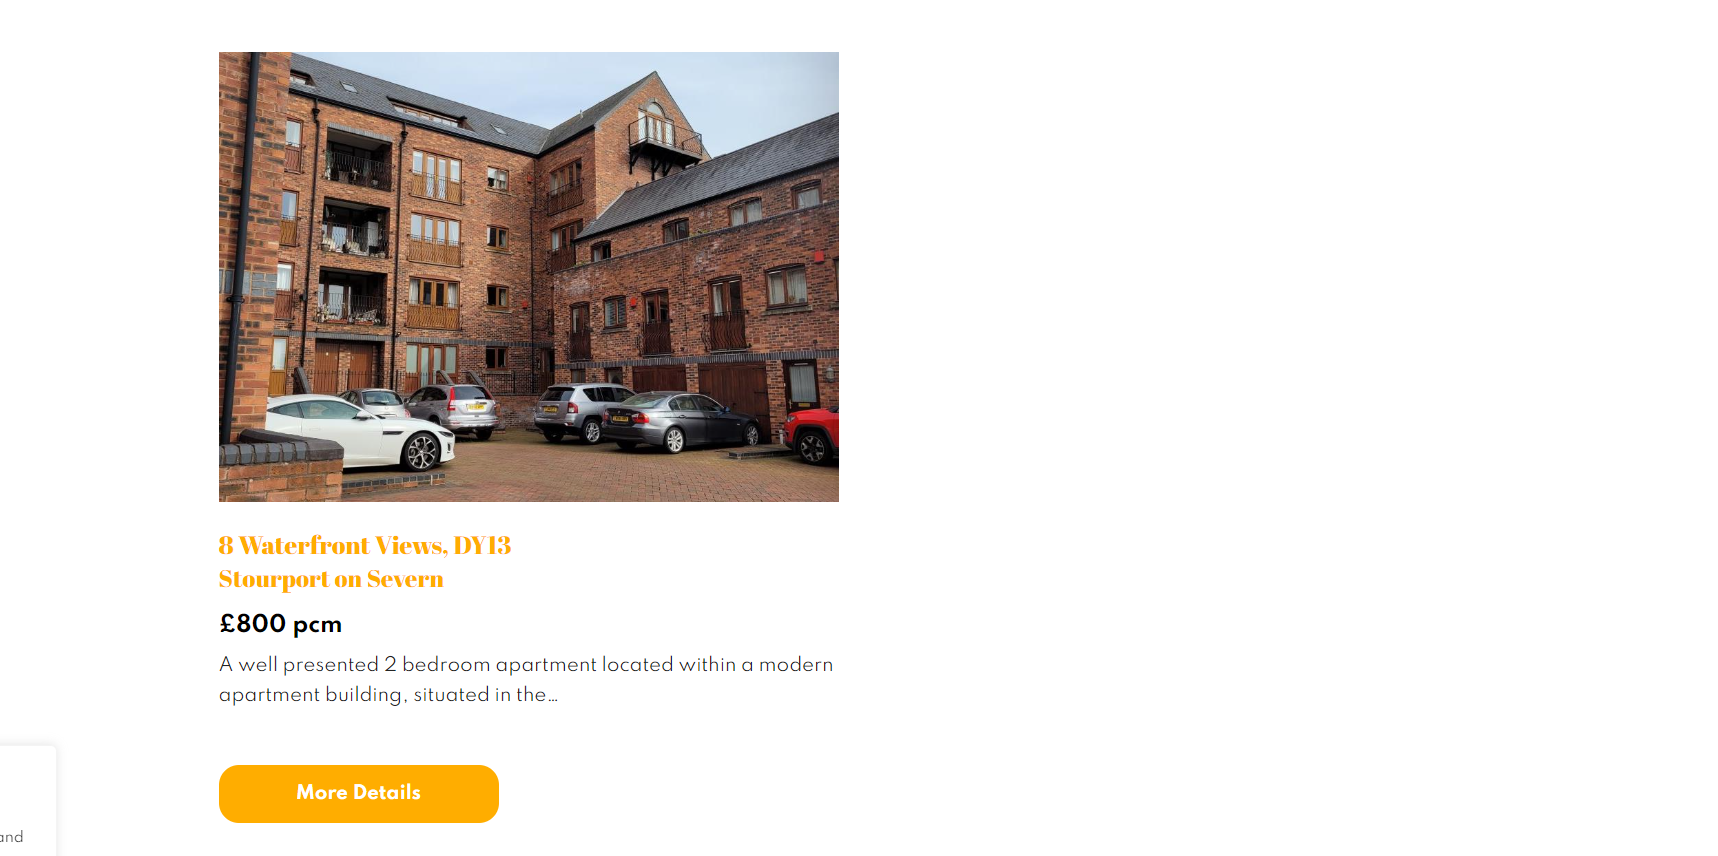 8 Waterfront Views, DY13
Stourport on Severn
£800 pcm
A well presented 2 bedroom apartment located within a modern
apartment building, situated in the...
More Details
and